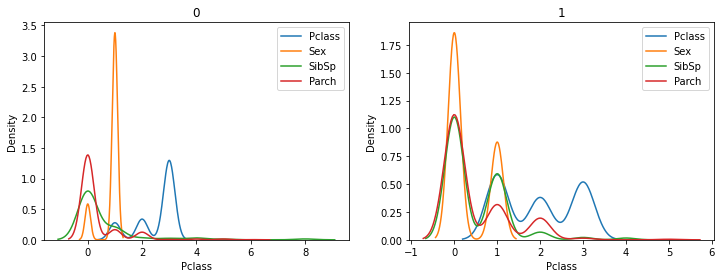 0
Density
3.5
3.0
2.5
2.0
1.5
1.0
0.5
0.0
Pclass
Sex
SibSp
Parch
0 2 4 6 8
Pclass
1
Density
1.75
1.50
1.25
1.00
0.75
0.50
0.25
0.00
Pclass
Sex
SibSp
Parch
−1 0 1 2 3 4 5 6
Pclass